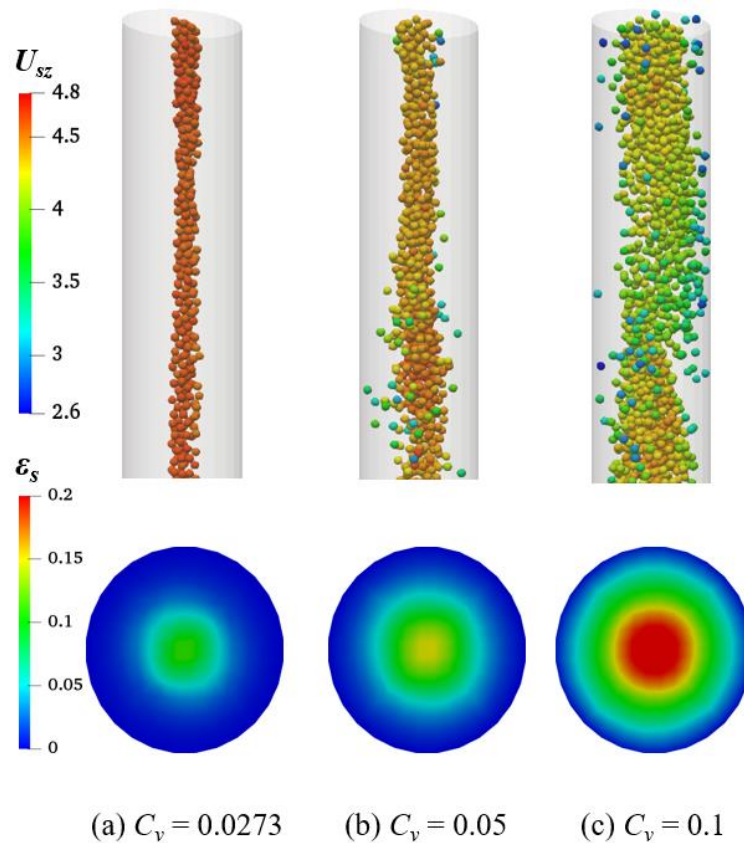 U_sz
4.8
4.5
4
3.5
3
2.6
ε_s
0.2
0.15
0.1
0.05
0
(a) C_v = 0.0273
(b) C_v = 0.05
(c) C_v = 0.1